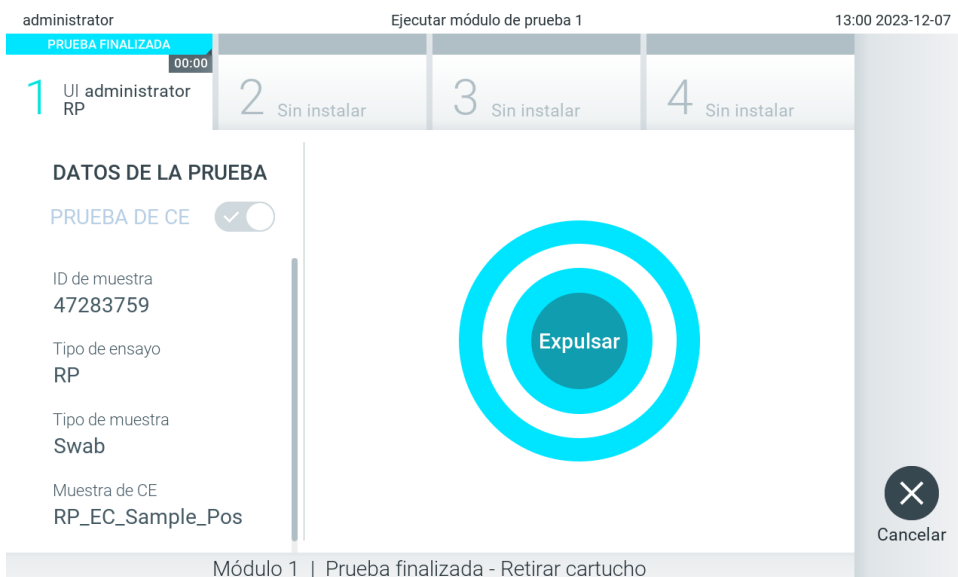 administrator
Ejecutar módulo de prueba 1
13:00 2023-12-07
PRUEBA FINALIZADA
00:00
1 UI administrator
RP
2 Sin instalar
3 Sin instalar
4 Sin instalar
DATOS DE LA PRUEBA
PRUEBA DE CE
ID de muestra
47283759
Tipo de ensayo
RP
Tipo de muestra
Swab
Muestra de CE
RP_EC_Sample_Pos
Expulsar
Cancelar
Módulo 1 | Prueba finalizada - Retirar cartucho